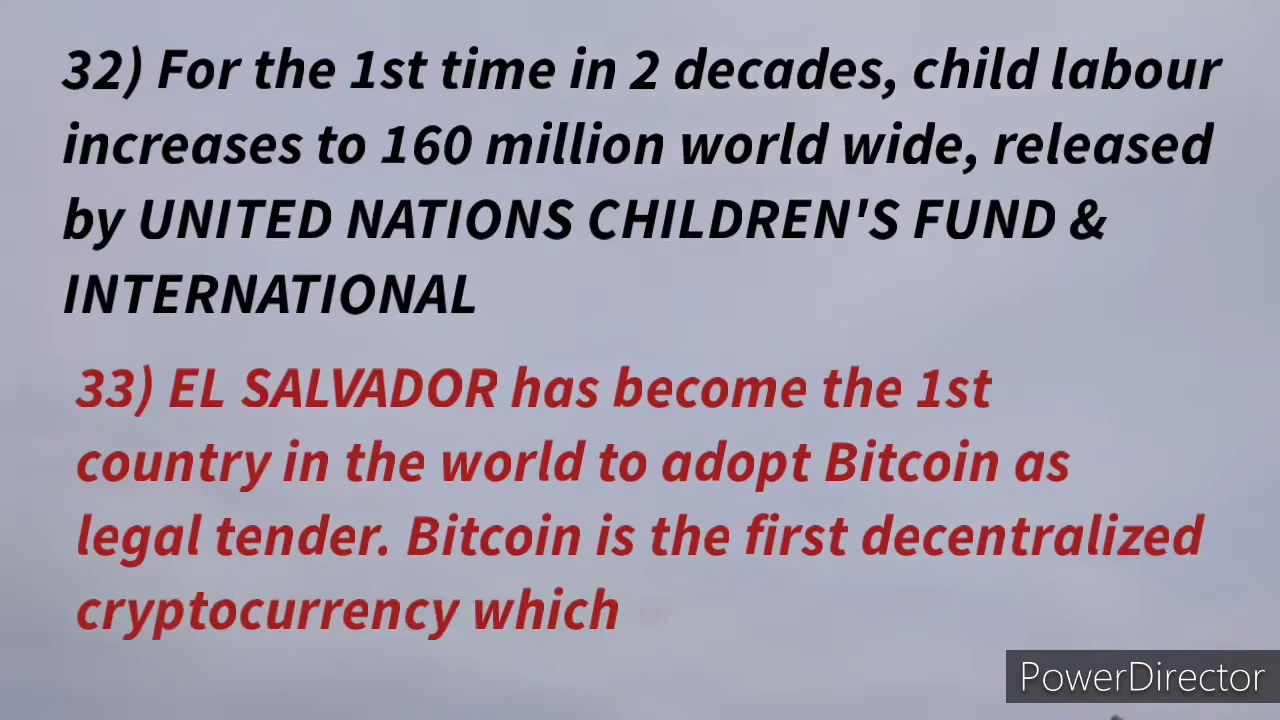 32) For the 1st time in 2 decades, child labour
increases to 160 million world wide, released
by UNITED NATIONS CHILDREN'S FUND &
INTERNATIONAL
33) EL SALVADOR has become the 1st
country in the world to adopt Bitcoin as
legal tender. Bitcoin is the first decentralized
cryptocurrency which
PowerDirector